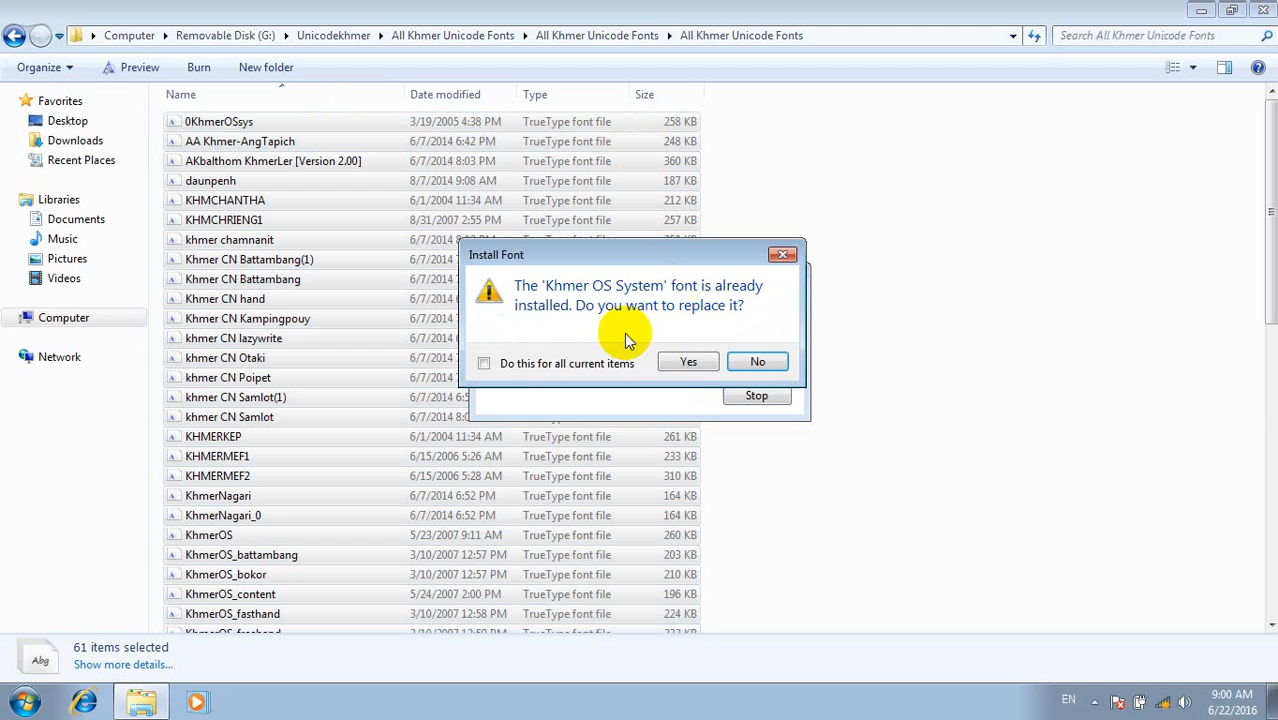 Computer Removable Disk (G:) Unicodekhmer All Khmer Unicode Fonts All Khmer Unicode Fonts All Khmer Unicode Fonts Search All Khmer Unicode Fonts
Organize Preview Burn New folder
Name Date modified Type Size
Favorites
Desktop
Downloads
Recent Places
Libraries
Documents
Music
Pictures
Videos
Computer
Network
0KhmerOSsys 3/19/2005 4:38 PM TrueType font file 258 KB
AA Khmer-AngTapich 6/7/2014 6:42 PM TrueType font file 248 KB
AKbalthom KhmerLer [Version 2.00] 6/7/2014 8:03 PM TrueType font file 360 KB
daunpenh 8/7/2014 9:08 AM TrueType font file 187 KB
KHMCHANTHA 6/1/2004 11:34 AM TrueType font file 212 KB
KHMCHRIENG1 8/31/2007 2:55 PM TrueType font file 257 KB
khmer chamnanit
Khmer CN Battambang(1)
Khmer CN Battambang
Khmer CN hand
Khmer CN Kampingpouy
khmer CN lazywrite
khmer CN Otaki
khmer CN Poipet
khmer CN Samlot(1)
khmer CN Samlot
KHMERKEP 6/1/2004 11:34 AM TrueType font file 261 KB
KHMERMEF1 6/15/2006 5:26 AM TrueType font file 233 KB
KHMERMEF2 6/15/2006 5:28 AM TrueType font file 240 KB
KhmerNagari 6/7/2014 6:52 PM TrueType font file 164 KB
KhmerNagari_0 6/7/2014 6:52 PM TrueType font file 164 KB
KhmerOS 5/23/2007 9:11 AM TrueType font file 260 KB
KhmerOS_battambang 3/10/2007 12:57 PM TrueType font file 203 KB
KhmerOS_bokor 3/10/2007 12:57 PM TrueType font file 210 KB
KhmerOS_content 5/24/2007 2:00 PM TrueType font file 196 KB
KhmerOS_fasthand 3/10/2007 12:58 PM TrueType font file 224 KB
Install Font
The 'Khmer OS System' font is already
installed. Do you want to replace it?
Do this for all current items Yes No
Stop
61 items selected
Show more details...
Abg
EN 9:00 AM
6/22/2016